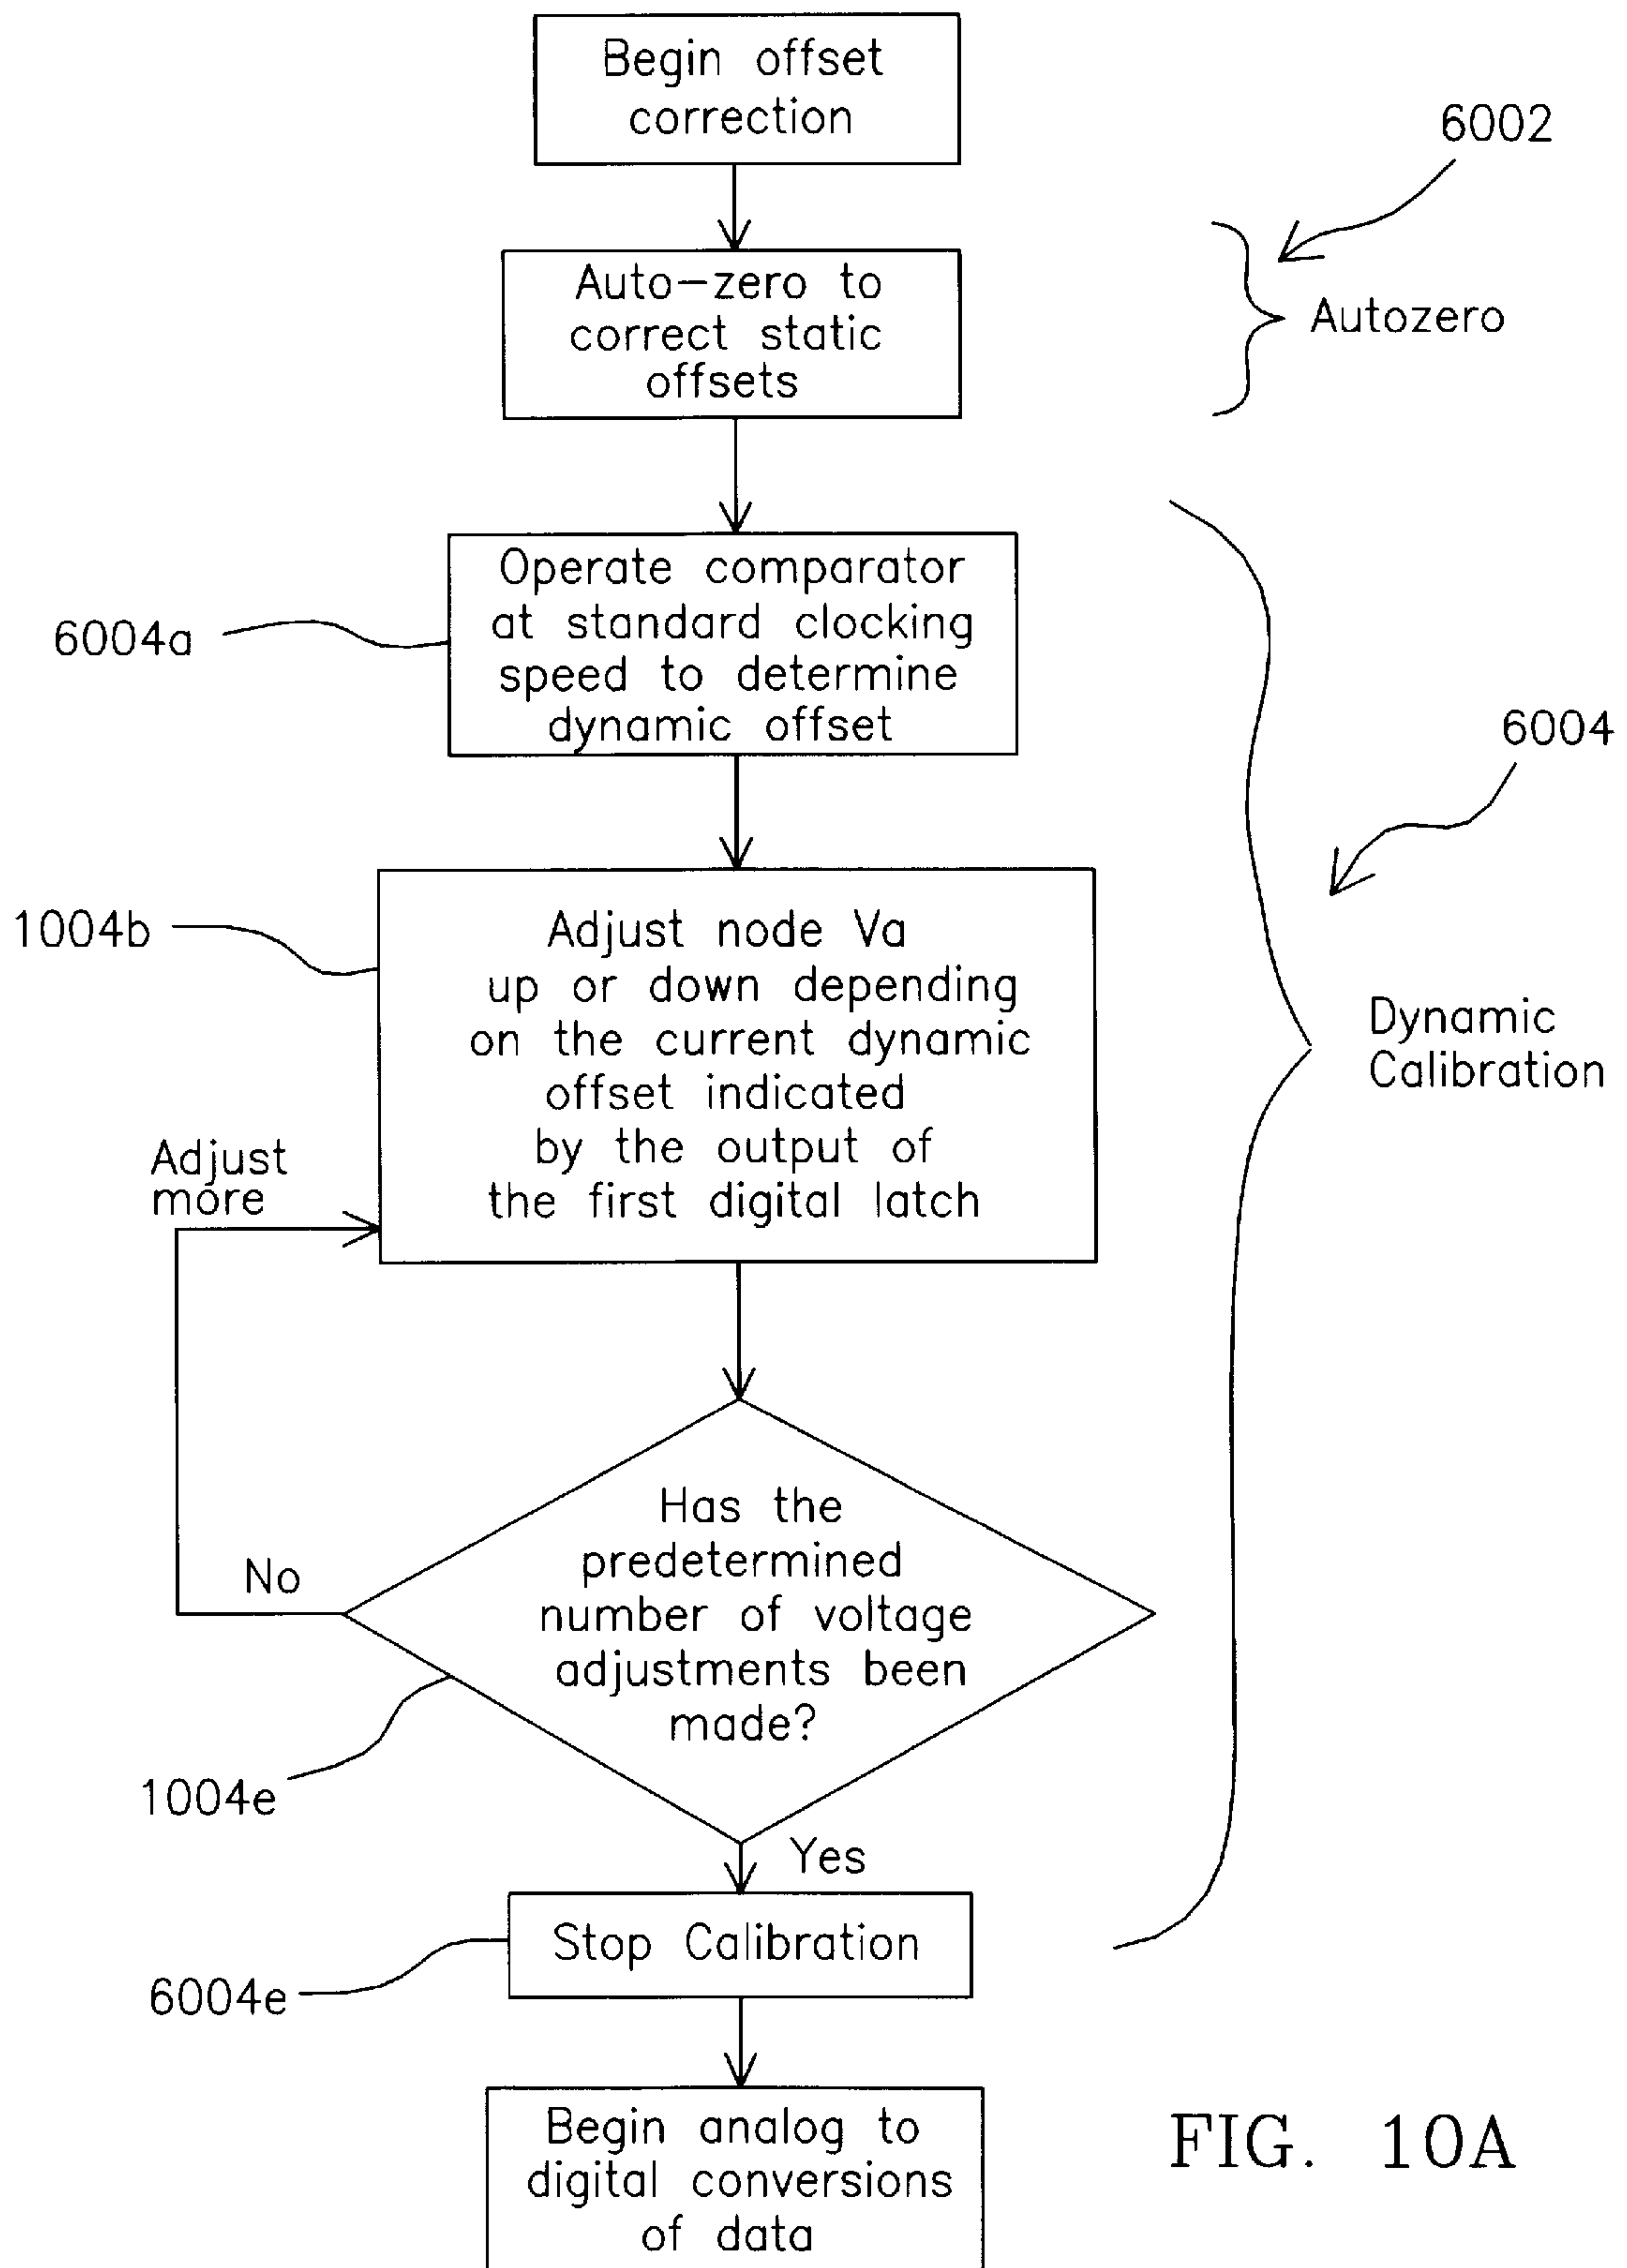 Begin offset
correction
6002
Auto-zero to
correct static
offsets
Autozero
Operate comparator
at standard clocking
speed to determine
dynamic offset
6004a
6004
1004b
Adjust node Va
up or down depending
on the current dynamic
offset indicated
by the output of
the first digital latch
Dynamic
Calibration
Adjust
more
Has the
predetermined
number of voltage
adjustments been
made?
No
1004e
Yes
Stop Calibration
6004e
Begin analog to
digital conversions
of data
FIG. 10A